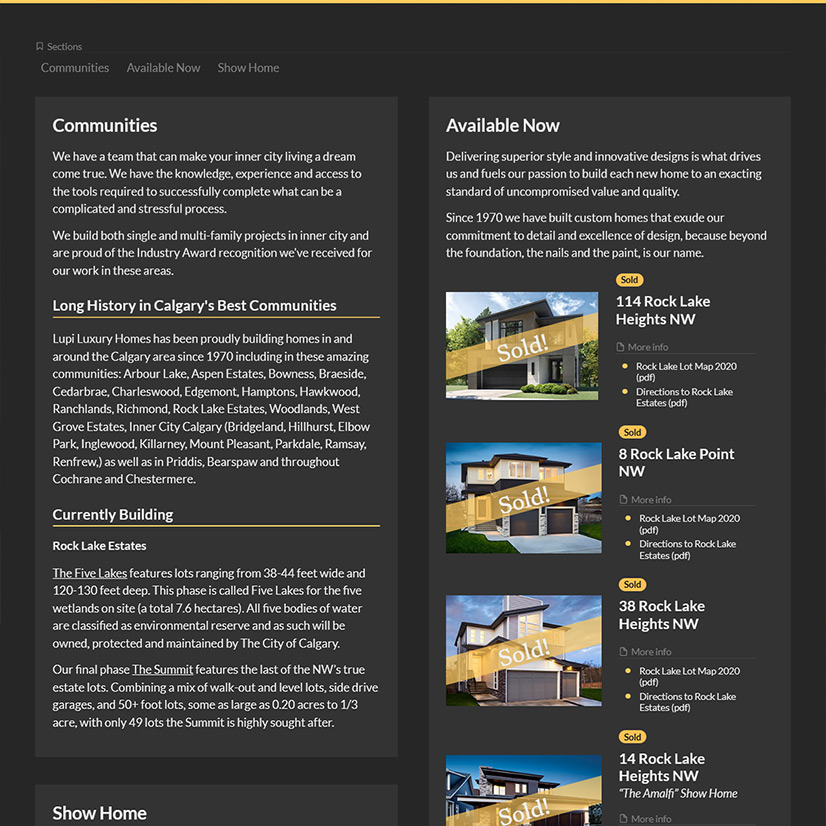 Sections
Communities
Available Now
Show Home
Communities
We have a team that can make your inner city living a dream
come true. We have the knowledge, experience and access to
the tools required to successfully complete what can be a
complicated and stressful process.
We build both single and multi-family projects in inner city and
are proud of the Industry Award recognition we've received for
our work in these areas.
Long History in Calgary's Best Communities
Lupi Luxury Homes has been proudly building homes in and
around the Calgary area since 1970 including in these amazing
communities: Arbour Lake, Aspen Estates, Bowness, Braeside,
Cedarbrae, Charleswood, Edgemont, Hamptons, Hawkwood,
Ranchlands, Richmond, Rock Lake Estates, Woodlands, West
Grove Estates, Inner City Calgary (Bridgeland, Hillhurst, Elbow
Park, Inglewood, Killarney, Mount Pleasant, Parkdale, Ramsay,
Renfrew,) as well as in Priddis, Bearspaw and throughout
Cochrane and Chestermere.
Currently Building
Rock Lake Estates
The Five Lakes features lots ranging from 38-44 feet wide and
120-130 feet deep. This phase is called Five Lakes for the five
wetlands on site (a total 7.6 hectares). All five bodies of water
are classified as environmental reserve and as such will be
owned, protected and maintained by The City of Calgary.
Our final phase The Summit features the last of the NW's true
estate lots. Combining a mix of walk-out and level lots, side drive
garages, and 50+ foot lots, some as large as 0.20 acres to 1/3
acre, with only 49 lots the Summit is highly sought after.
Show Home
Available Now
Delivering superior style and innovative designs is what drives
us and fuels our passion to build each new home to an exacting
standard of uncompromised value and quality.
Since 1970 we have built custom homes that exude our
commitment to detail and excellence of design, because beyond
the foundation, the nails and the paint, is our name.
Sold!
Sold
114 Rock Lake
Heights NW
More info
Rock Lake Lot Map 2020
(pdf)
Directions to Rock Lake
Estates (pdf)
Sold!
Sold
8 Rock Lake Point
NW
More info
Rock Lake Lot Map 2020
(pdf)
Directions to Rock Lake
Estates (pdf)
Sold!
Sold
38 Rock Lake
Heights NW
More info
Rock Lake Lot Map 2020
(pdf)
Directions to Rock Lake
Estates (pdf)
Sold!
Sold
14 Rock Lake
Heights NW
"The Amalfi" Show Home
More info